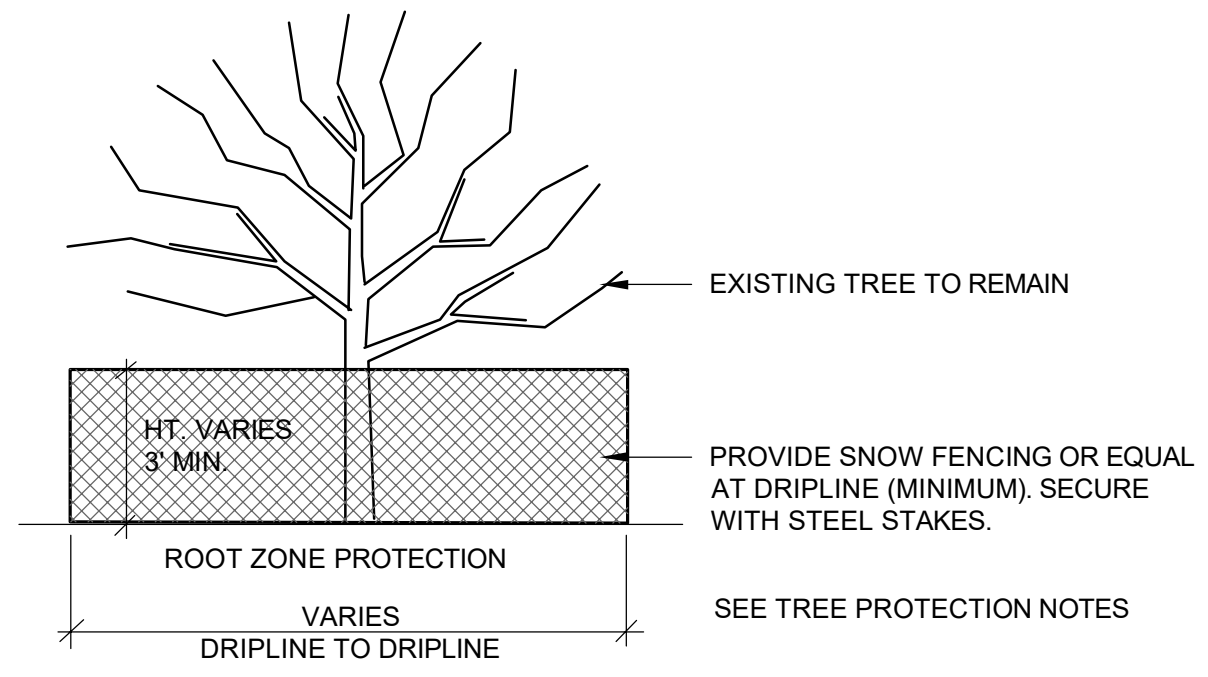 EXISTING TREE TO REMAIN
HT. VARIES
3' MIN.
PROVIDE SNOW FENCING OR EQUAL
AT DRIPLINE (MINIMUM). SECURE
WITH STEEL STAKES.
ROOT ZONE PROTECTION
VARIES
DRIPLINE TO DRIPLINE
SEE TREE PROTECTION NOTES